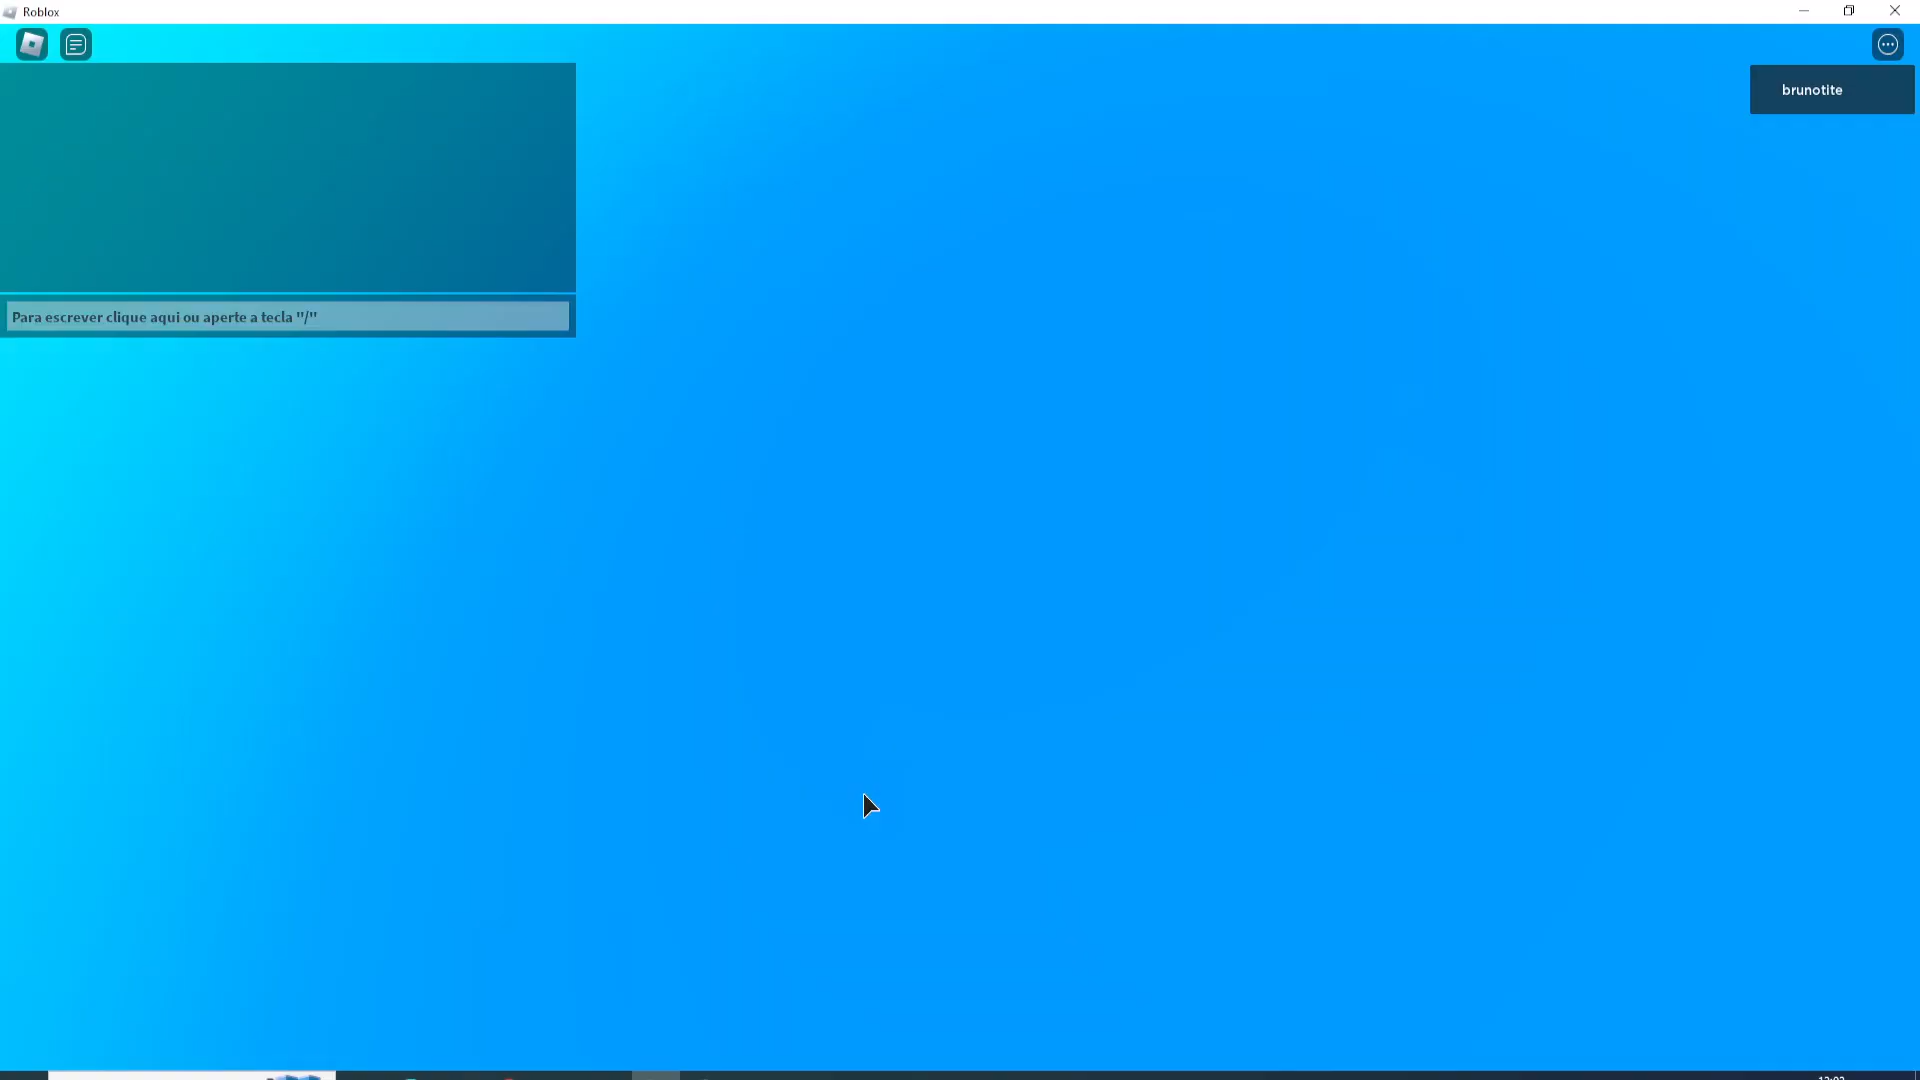 Roblox
brunotite
Para escrever clique aqui ou aperte a tecla "/"